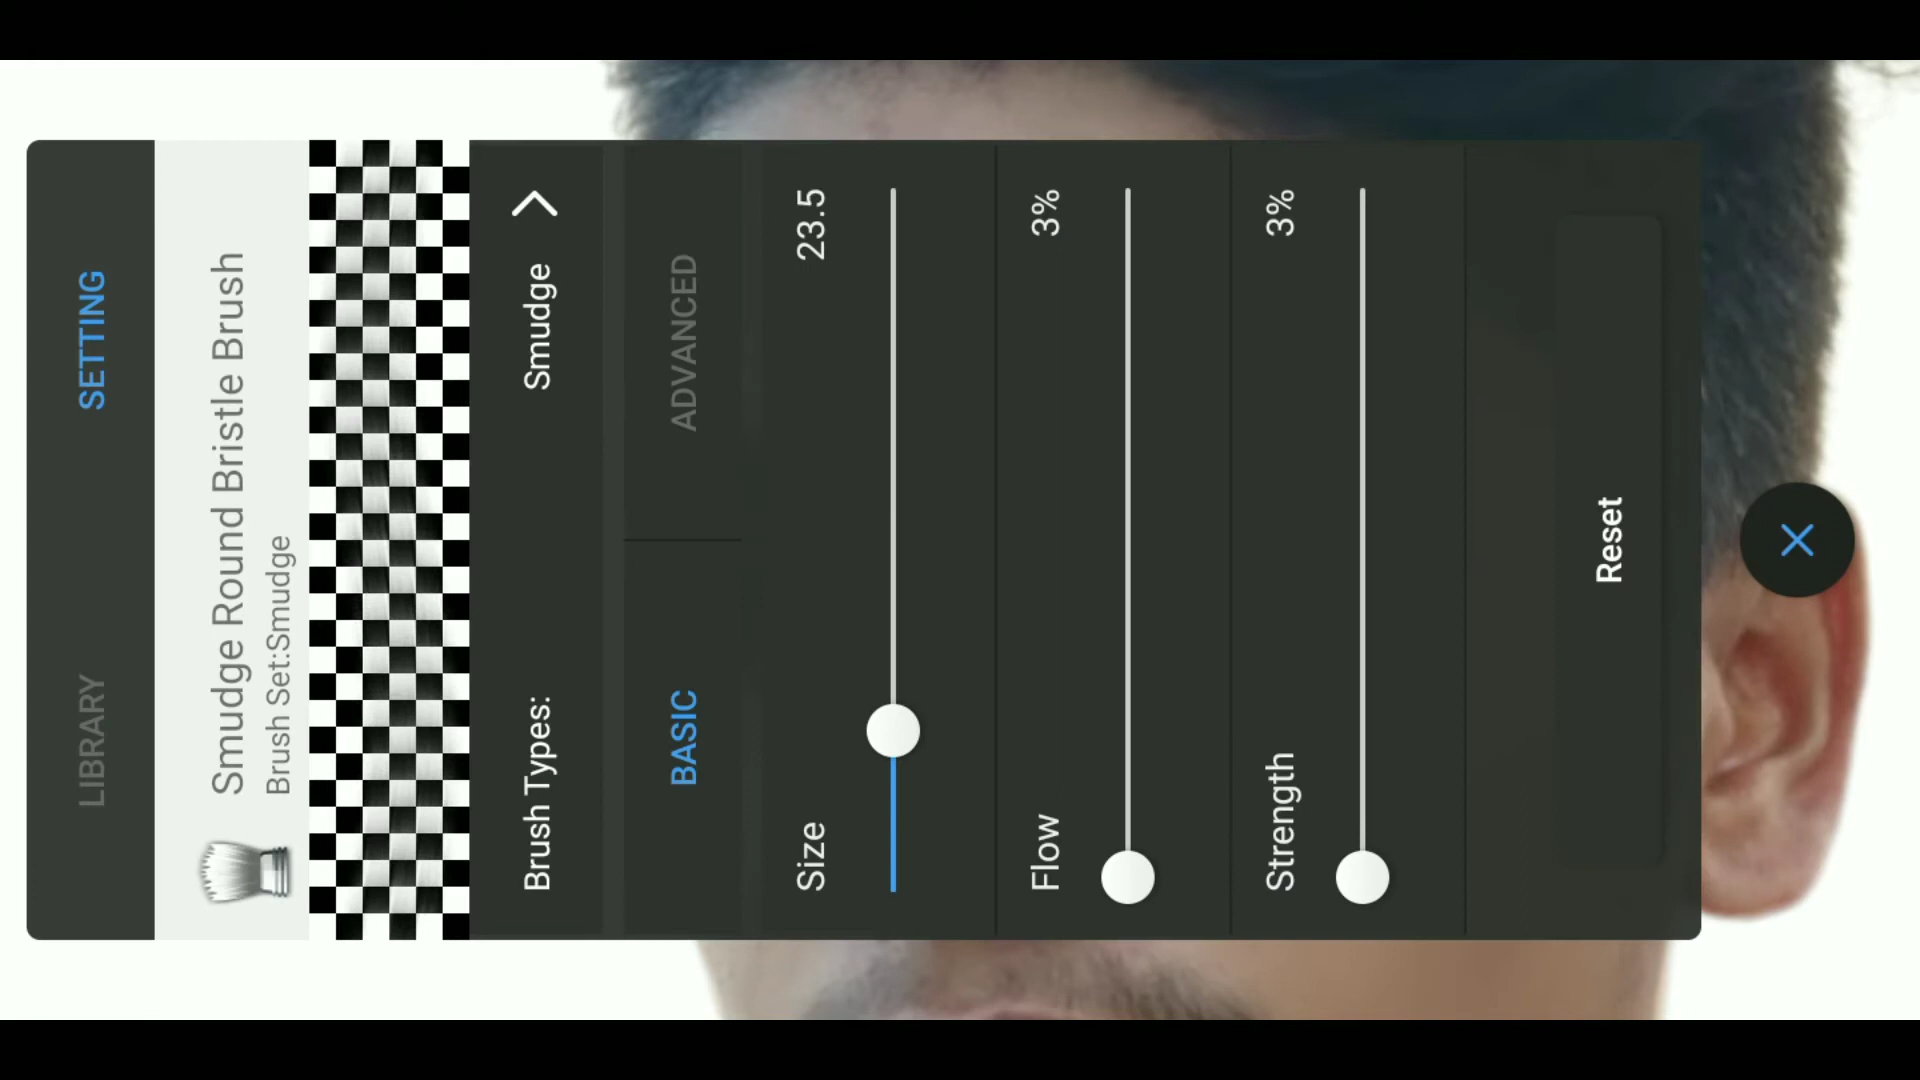 LIBRARY SETTING
Smudge Round Bristle Brush
Brush Set:Smudge
Brush Types: Smudge
BASIC ADVANCED
Size 23.5
Flow 3%
Strength 3%
Reset